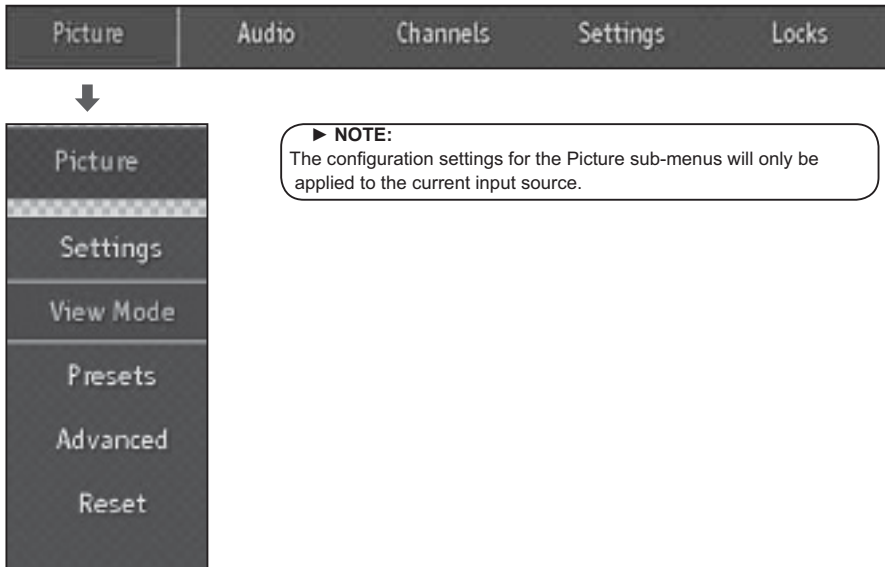 Picture Audio Channels Settings Locks
► NOTE:
The configuration settings for the Picture sub-menus will only be
applied to the current input source.
Picture
Settings
View Mode
Presets
Advanced
Reset